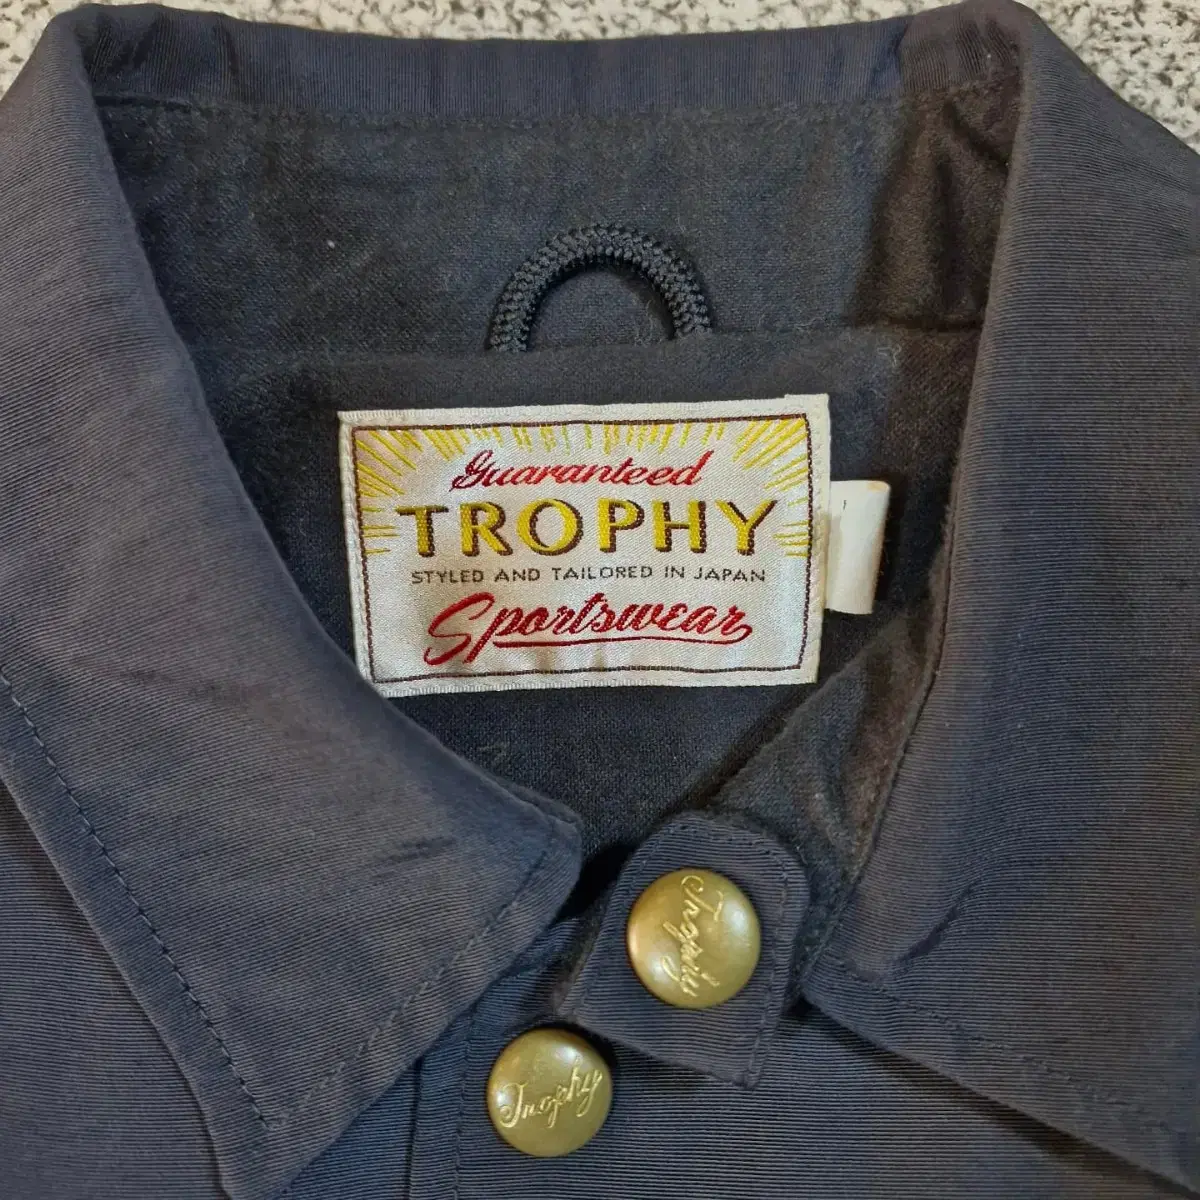 Guaranteed
TROPHY
STYLED AND TAILORED IN JAPAN
Sportswear
Trophy
Trophy